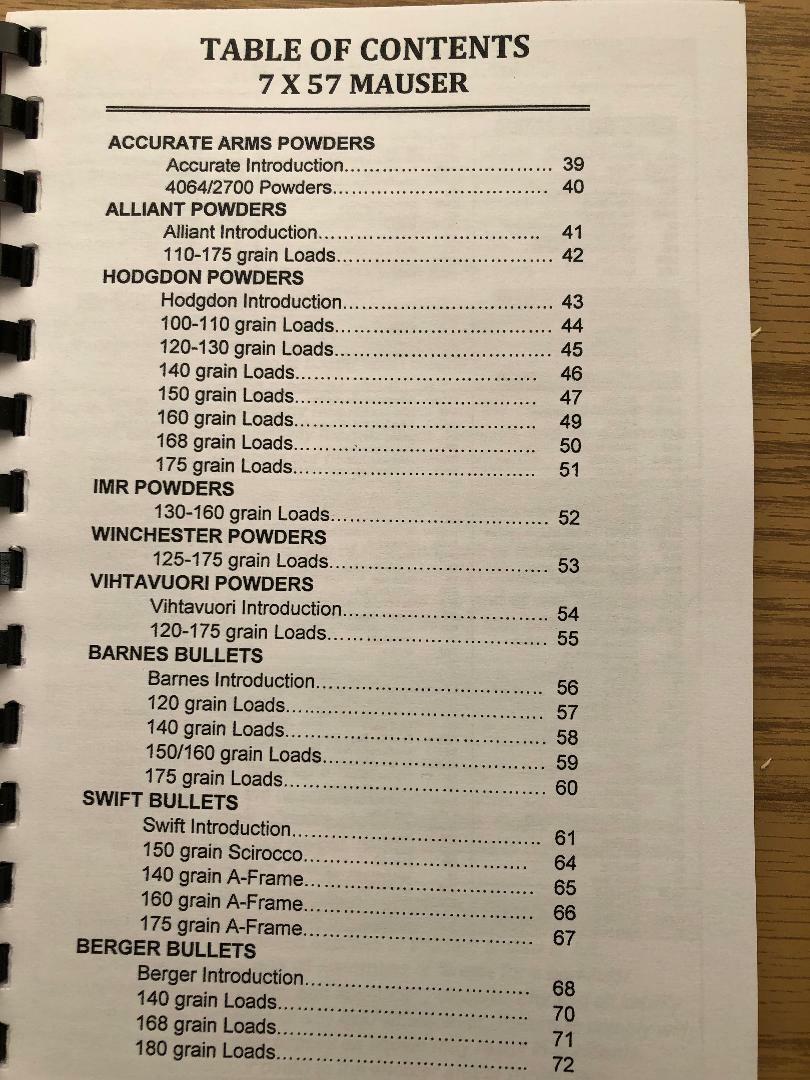 TABLE OF CONTENTS
7 X 57 MAUSER
ACCURATE ARMS POWDERS
Accurate Introduction........................................ 39
4064/2700 Powders........................................ 40
ALLIANT POWDERS
Alliant Introduction........................................ 41
110-175 grain Loads........................................ 42
HODGDON POWDERS
Hodgdon Introduction........................................ 43
100-110 grain Loads........................................ 44
120-130 grain Loads........................................ 45
140 grain Loads........................................ 46
150 grain Loads........................................ 47
160 grain Loads........................................ 49
168 grain Loads........................................ 50
175 grain Loads........................................ 51
IMR POWDERS
130-160 grain Loads........................................ 52
WINCHESTER POWDERS
125-175 grain Loads........................................ 53
VIHTAVUORI POWDERS
Vihtavuori Introduction........................................ 54
120-175 grain Loads........................................ 55
BARNES BULLETS
Barnes Introduction........................................ 56
120 grain Loads........................................ 57
140 grain Loads........................................ 58
150/160 grain Loads........................................ 59
175 grain Loads........................................ 60
SWIFT BULLETS
Swift Introduction........................................ 61
150 grain Scirocco........................................ 64
140 grain A-Frame........................................ 65
160 grain A-Frame........................................ 66
175 grain A-Frame........................................ 67
BERGER BULLETS
Berger Introduction........................................ 68
140 grain Loads........................................ 70
168 grain Loads........................................ 71
180 grain Loads........................................ 72